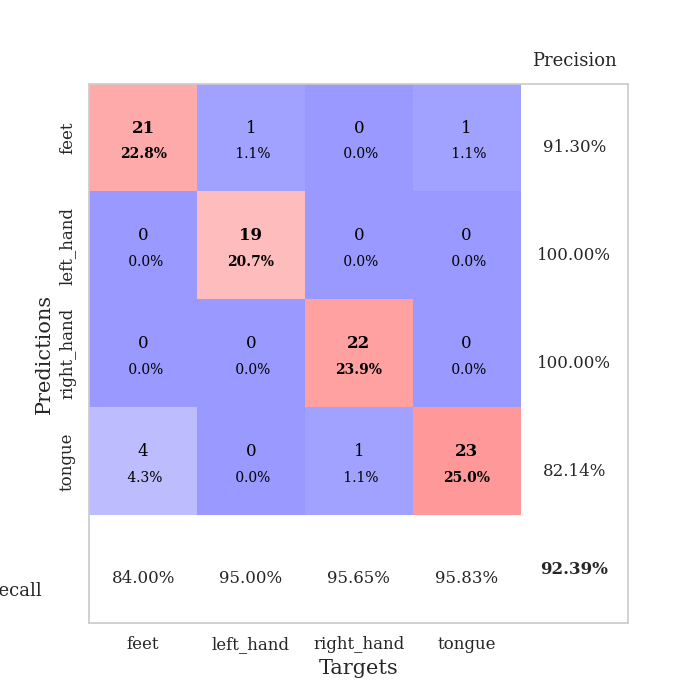 Precision
feet
21 1 0 1 91.30%
22.8% 1.1% 0.0% 1.1%
left_hand
0 19 0 0 100.00%
0.0% 20.7% 0.0% 0.0%
Predictions
right_hand
0 0 22 0 100.00%
0.0% 0.0% 23.9% 0.0%
tongue
4 0 1 23 82.14%
4.3% 0.0% 1.1% 25.0%
ecall
84.00% 95.00% 95.65% 95.83% 92.39%
feet left_hand right_hand tongue
Targets